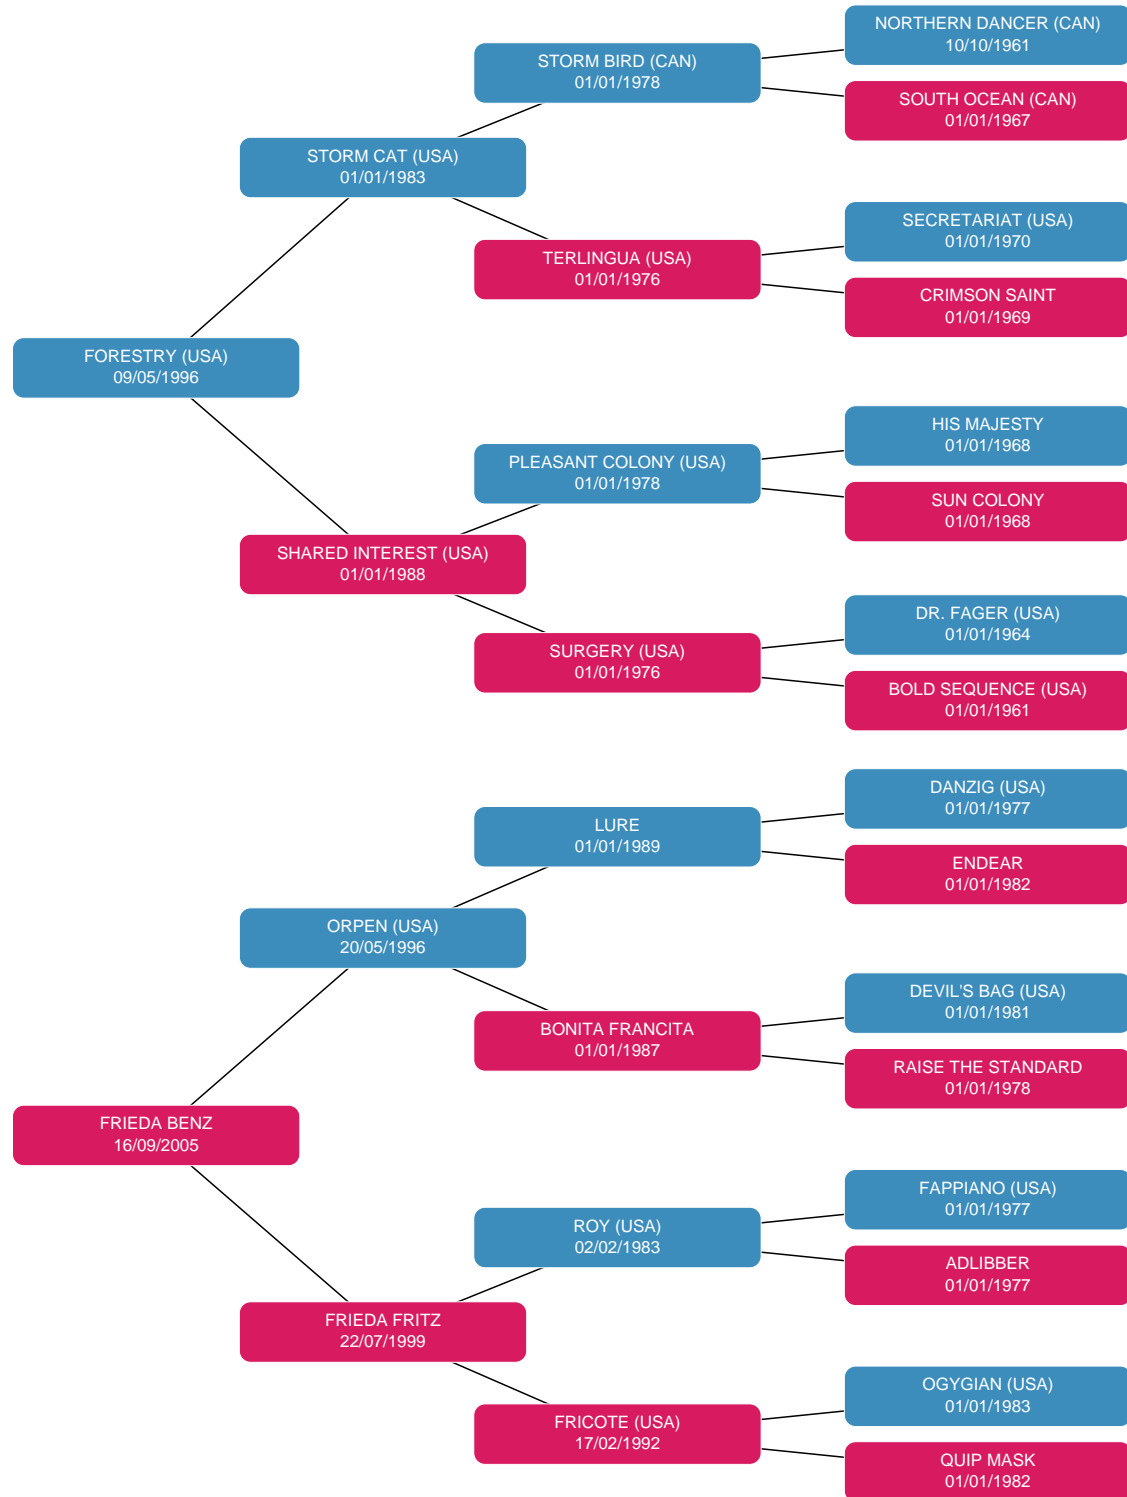 NORTHERN DANCER (CAN)
10/10/1961
STORM BIRD (CAN)
01/01/1978
SOUTH OCEAN (CAN)
01/01/1967
STORM CAT (USA)
01/01/1983
SECRETARIAT (USA)
01/01/1970
TERLINGUA (USA)
01/01/1976
CRIMSON SAINT
01/01/1969
FORESTRY (USA)
09/05/1996
HIS MAJESTY
01/01/1968
PLEASANT COLONY (USA)
01/01/1978
SUN COLONY
01/01/1968
SHARED INTEREST (USA)
01/01/1988
DR. FAGER (USA)
01/01/1964
SURGERY (USA)
01/01/1976
BOLD SEQUENCE (USA)
01/01/1961
DANZIG (USA)
01/01/1977
LURE
01/01/1989
ENDEAR
01/01/1982
ORPEN (USA)
20/05/1996
DEVIL'S BAG (USA)
01/01/1981
BONITA FRANCITA
01/01/1987
RAISE THE STANDARD
01/01/1978
FRIEDA BENZ
16/09/2005
FAPPIANO (USA)
01/01/1977
ROY (USA)
02/02/1983
ADLIBBER
01/01/1977
FRIEDA FRITZ
22/07/1999
OGYGIAN (USA)
01/01/1983
FRICOTE (USA)
17/02/1992
QUIP MASK
01/01/1982